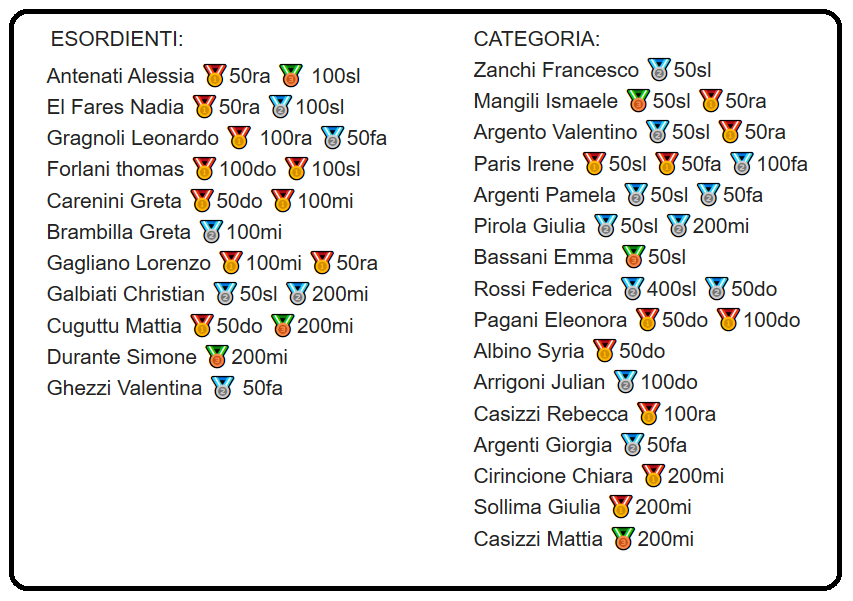 ESORDIENTI:
Antenati Alessia 🥇50ra 🥉 100sl
El Fares Nadia 🥇50ra 🥈100sl
Gragnoli Leonardo 🥇 100ra 🥈50fa
Forlani thomas 🥇100do 🥇100sl
Carenini Greta 🥇50do 🥇100mi
Brambilla Greta 🥈100mi
Gagliano Lorenzo 🥇100mi 🥇50ra
Galbiati Christian 🥈50sl 🥈200mi
Cuguttu Mattia 🥇50do 🥉200mi
Durante Simone 🥉200mi
Ghezzi Valentina 🥈 50fa
CATEGORIA:
Zanchi Francesco 🥈50sl
Mangili Ismaele 🥉50sl 🥇50ra
Argento Valentino 🥈50sl 🥇50ra
Paris Irene 🥇50sl 🥇50fa 🥈100fa
Argenti Pamela 🥈50sl 🥈50fa
Pirola Giulia 🥈50sl 🥈200mi
Bassani Emma 🥉50sl
Rossi Federica 🥈400sl 🥈50do
Pagani Eleonora 🥇50do 🥇100do
Albino Syria 🥇50do
Arrigoni Julian 🥈100do
Casizzi Rebecca 🥇100ra
Argenti Giorgia 🥈50fa
Cirincione Chiara 🥇200mi
Sollima Giulia 🥇200mi
Casizzi Mattia 🥉200mi